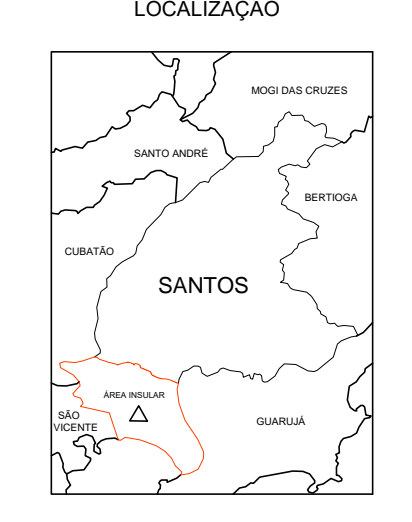 LOCALIZAÇÃO
MOGI DAS CRUZES
SANTO ANDRÉ
BERTIOGA
CUBATÃO
SANTOS
ÁREA INSULAR
SÃO
VICENTE
GUARUJÁ